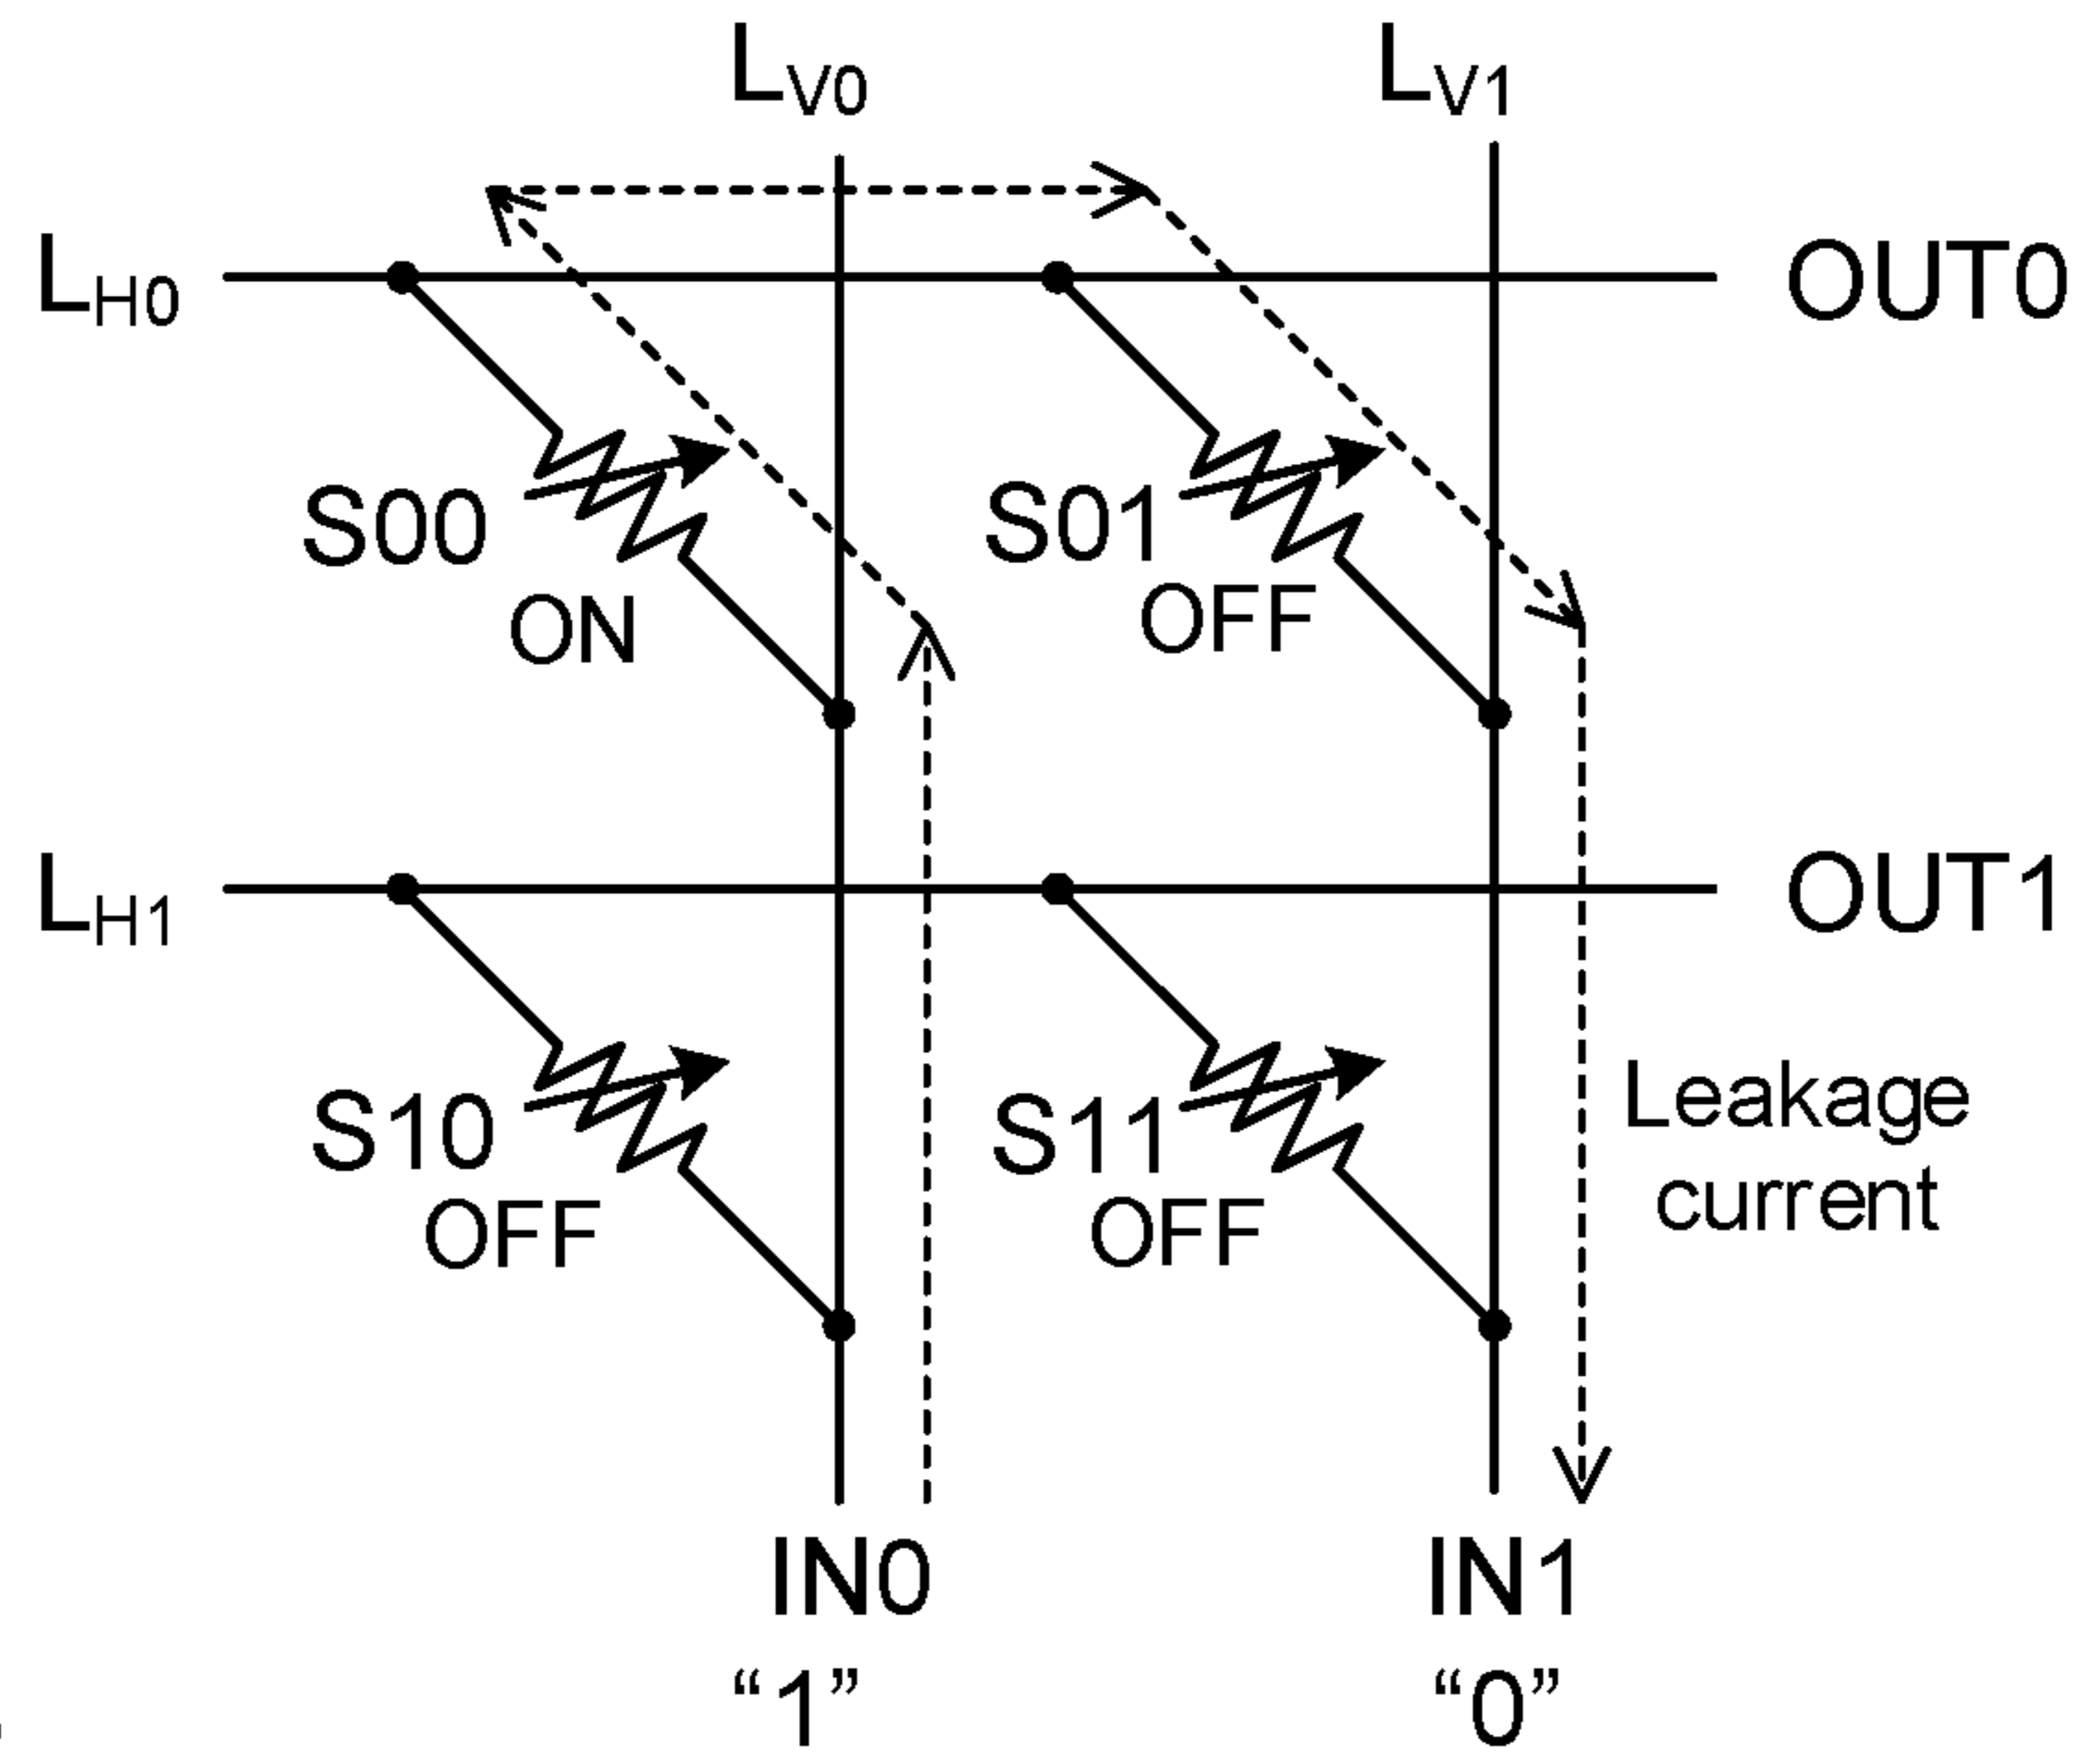 LV0
LV1
LH0
OUT0
S00
S01
ON
OFF
LH1
OUT1
S10
S11
Leakage
current
OFF
OFF
IN0
IN1
“1”
“0”